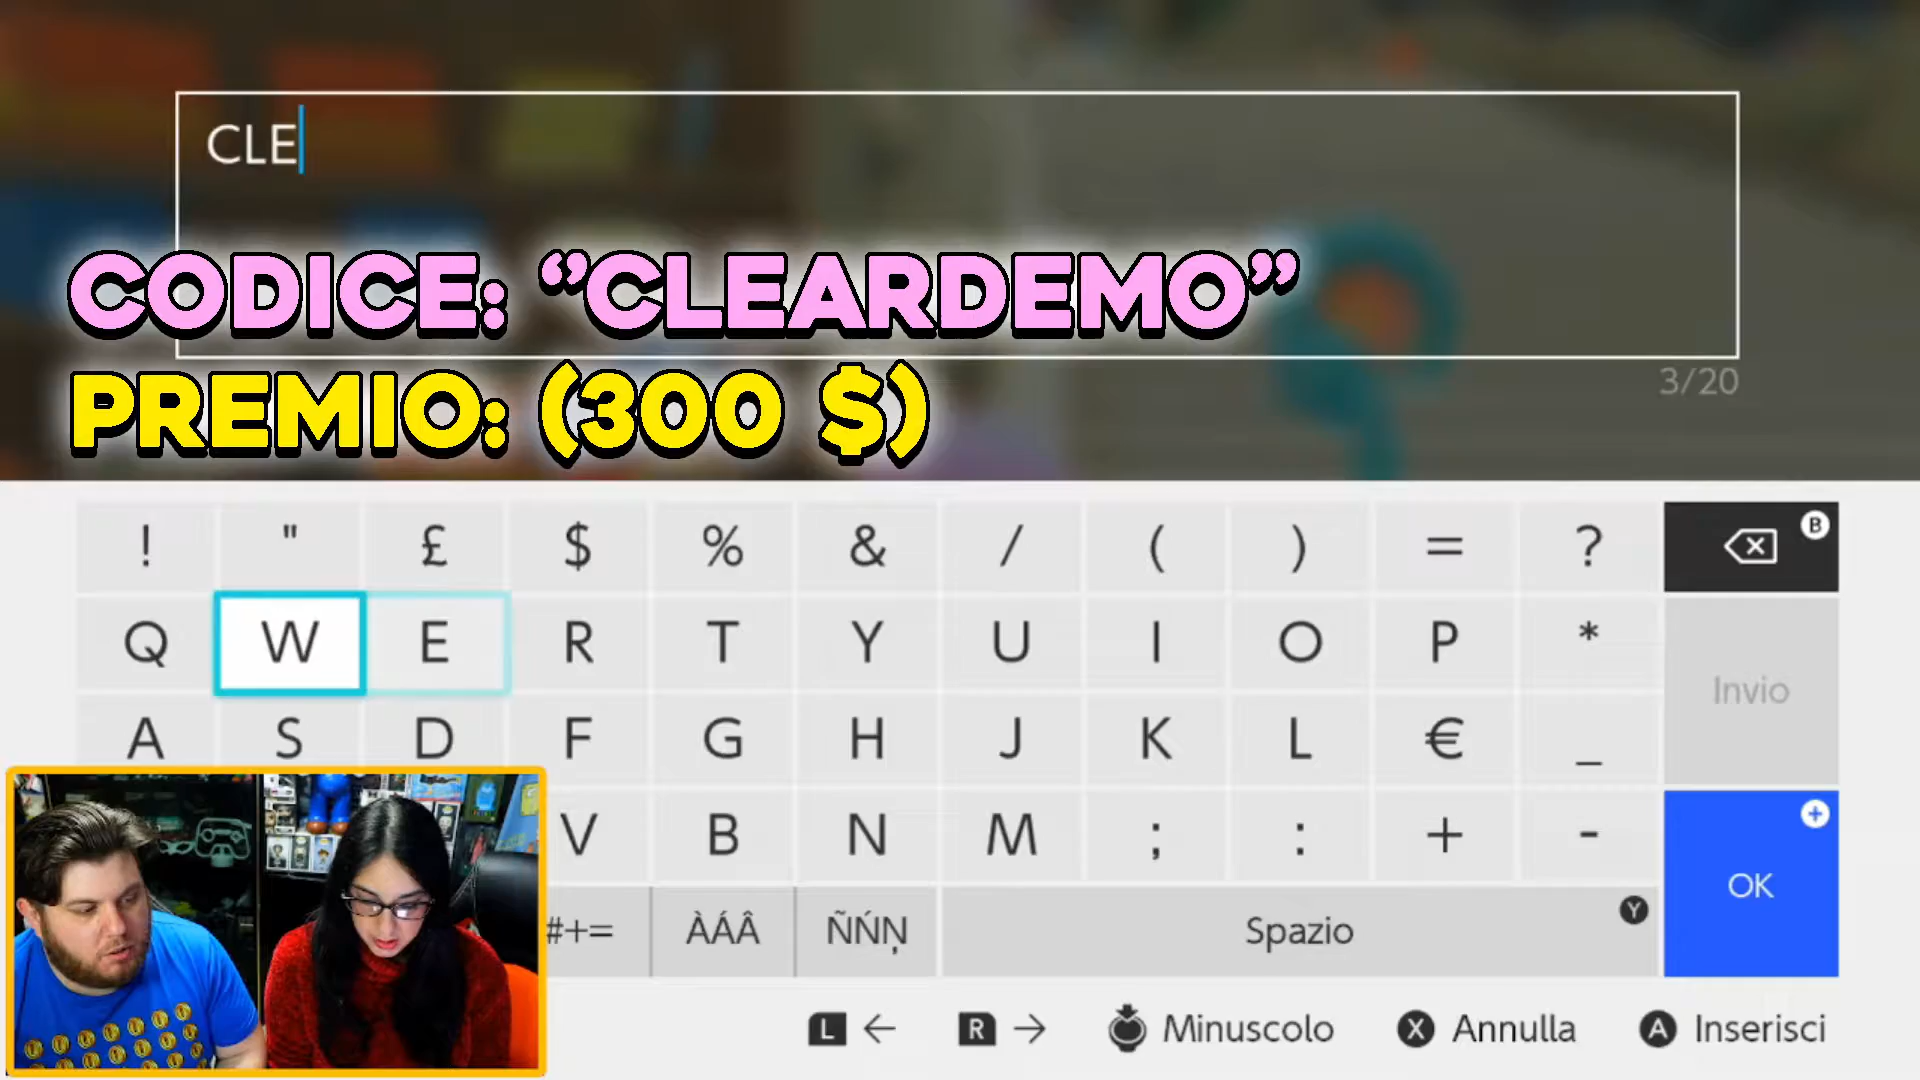 CLE
CODICE: “CLEARDEMO”
PREMIO: (300 $)
3/20
! " £ $ % & / ( ) = ? B
Q W E R T Y U I O P *
Invio
A S D F G H J K L € _
V B N M ; : + - +
OK
#+= ÀÁÂ ÑŃŅ Spazio Y
L ← R → Minuscolo X Annulla A Inserisci